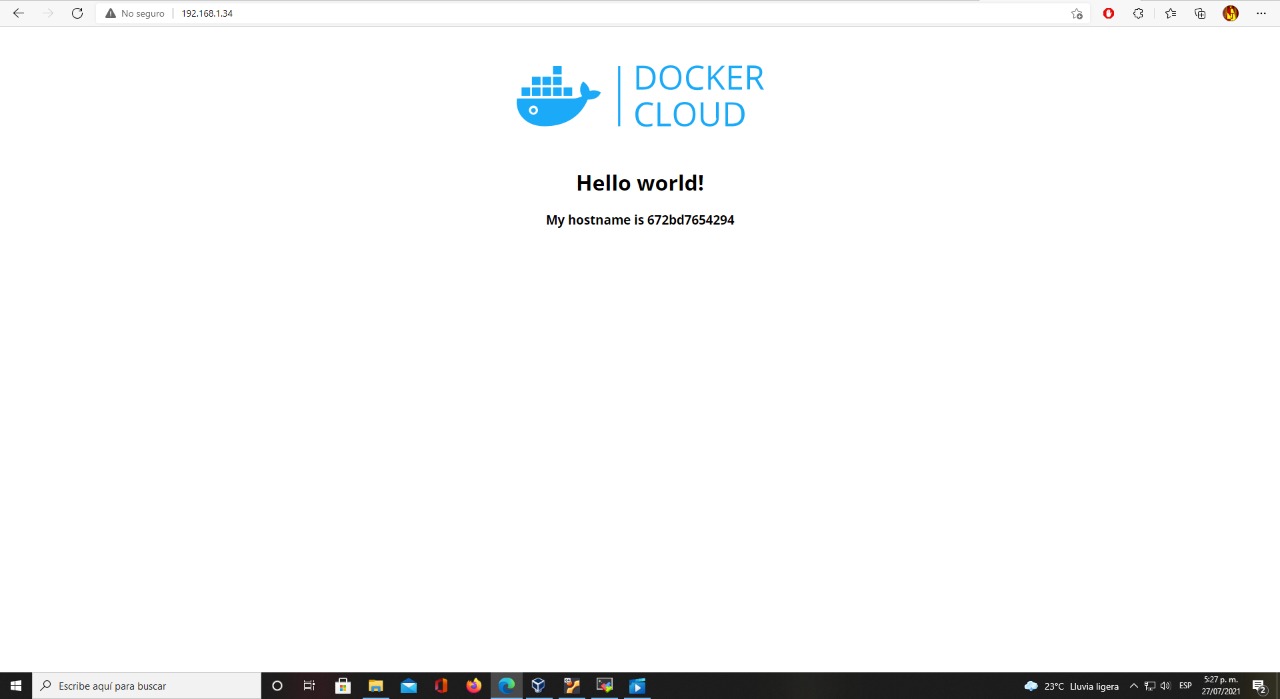 No seguro
192.168.1.34
DOCKER
CLOUD
Hello world!
My hostname is 672bd7654294
Escribe aquí para buscar
23°C Lluvia ligera
ESP
5:27 p. m.
27/07/2021
2